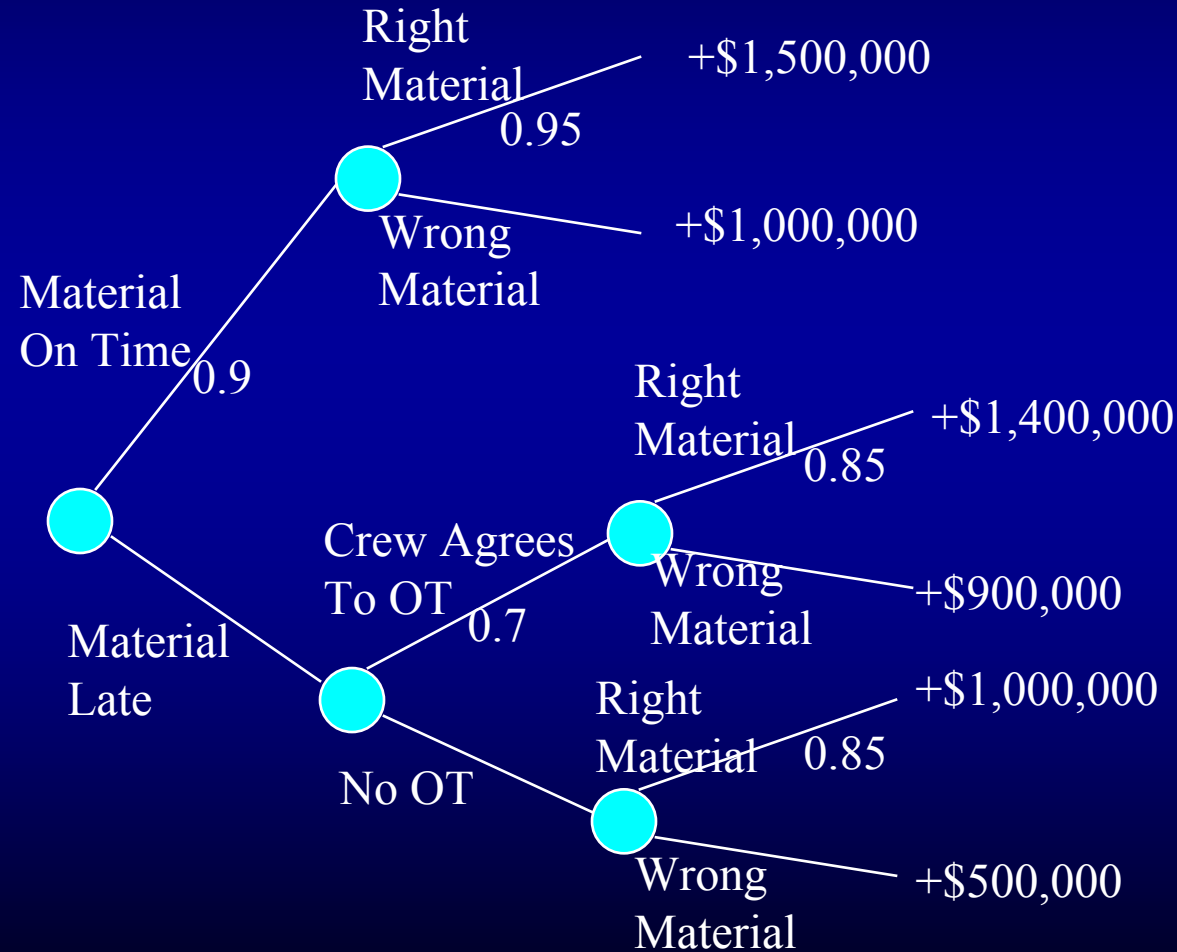 Right
Material
0.95
+$1,500,000
Wrong
Material
+$1,000,000
Material
On Time
0.9
Right
Material
0.85
+$1,400,000
Crew Agrees
To OT
0.7
Wrong
Material
+$900,000
Material
Late
Right
Material
0.85
+$1,000,000
No OT
Wrong
Material
+$500,000